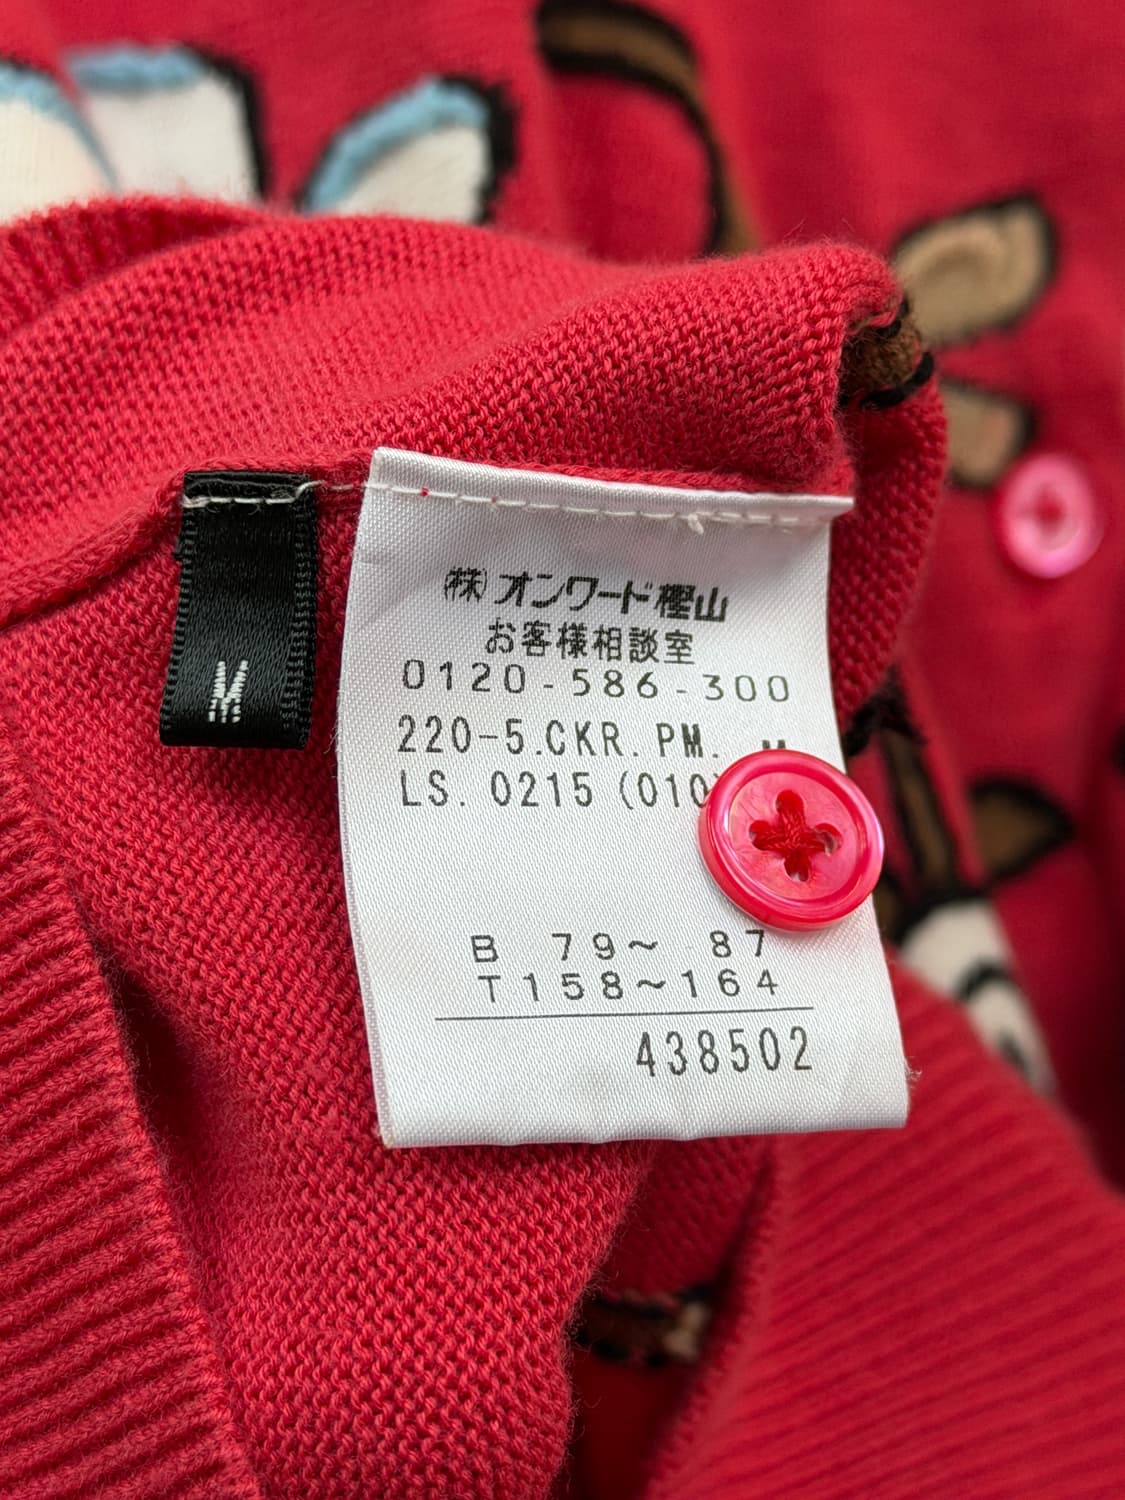 M
㈱オンワード樫山
お客様相談室
0120-586-300
220-5.CKR.PM.
LS. 0215 (010
B 79～ 87
T158～164
438502